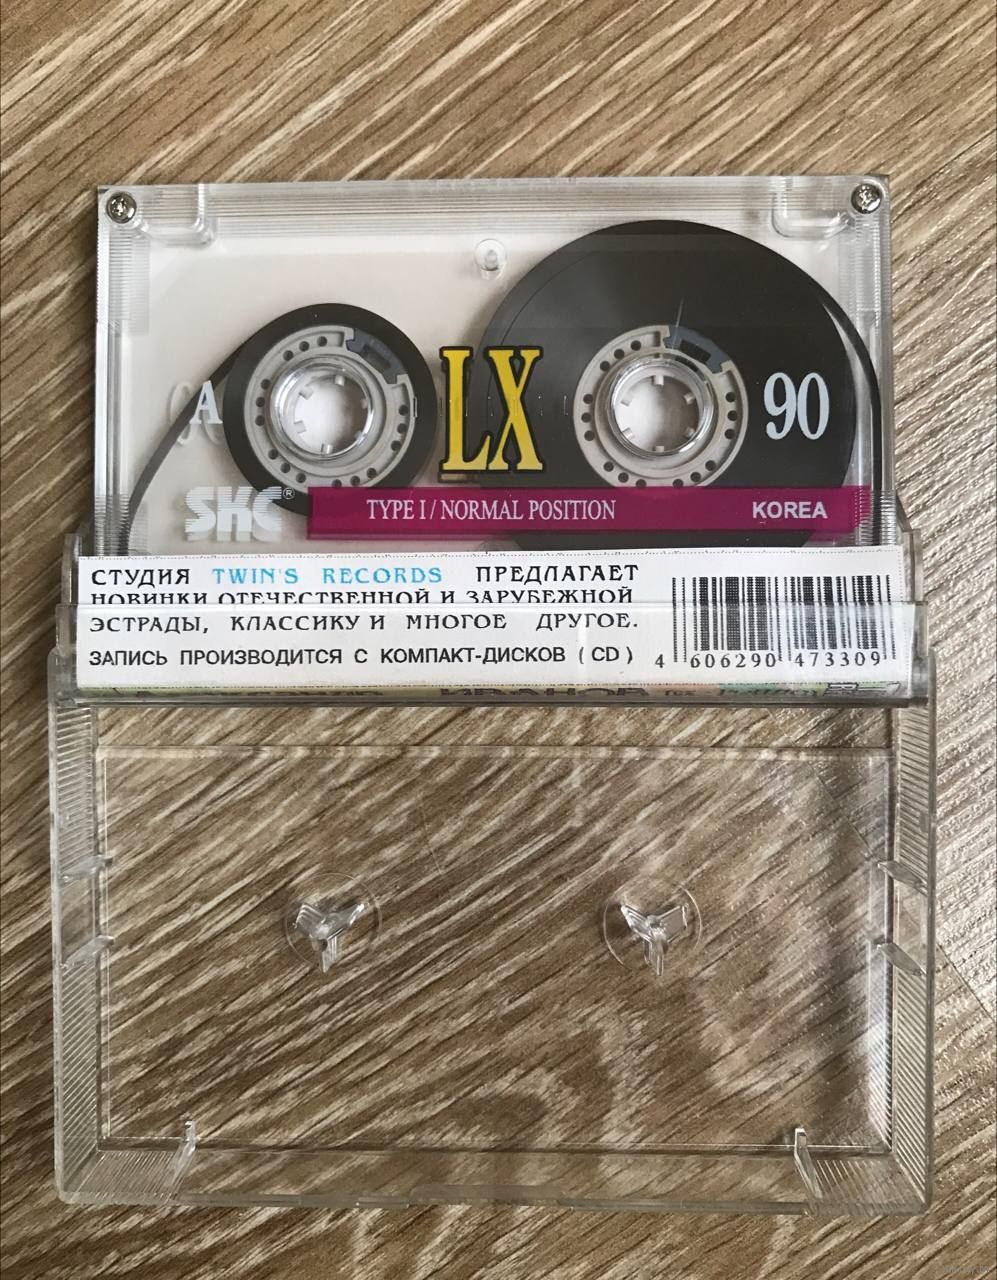 A
LX
90
SKC®
TYPE I / NORMAL POSITION
KOREA
СТУДИЯ TWIN'S RECORDS ПРЕДЛАГАЕТ
НОВИНКИ ОТЕЧЕСТВЕННОЙ И ЗАРУБЕЖНОЙ
ЭСТРАДЫ, КЛАССИКУ И МНОГОЕ ДРУГОЕ.
ЗАПИСЬ ПРОИЗВОДИТСЯ С КОМПАКТ-ДИСКОВ ( CD )
4 606290 473309
ИВАНОВ